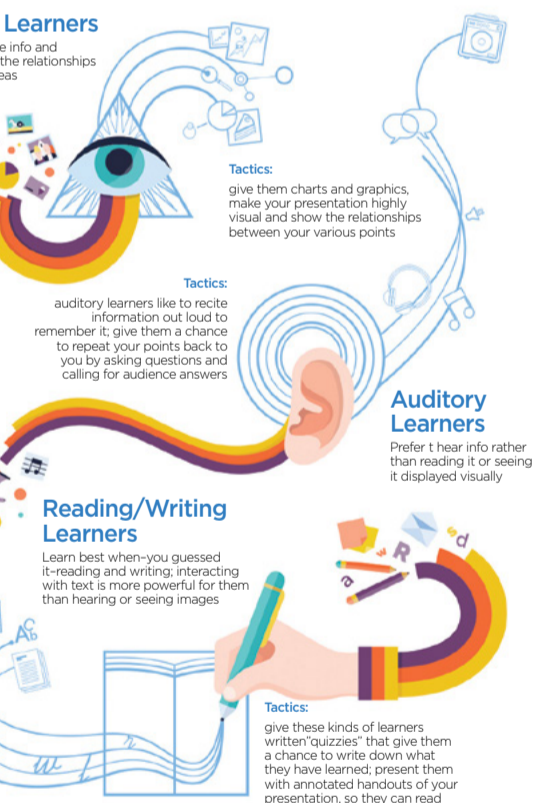 Learners
e info and
the relationships
eas
Tactics:
give them charts and graphics,
make your presentation highly
visual and show the relationships
between your various points
Tactics:
auditory learners like to recite
information out loud to
remember it; give them a chance
to repeat your points back to
you by asking questions and
calling for audience answers
Auditory
Learners
Prefer t hear info rather
than reading it or seeing
it displayed visually
Reading/Writing
Learners
Learn best when–you guessed
it–reading and writing; interacting
with text is more powerful for them
than hearing or seeing images
a
w
R
s
d
A
C
b
w
t
r
Tactics:
give these kinds of learners
written"quizzies" that give them
a chance to write down what
they have learned; present them
with annotated handouts of your
presentation, so they can read